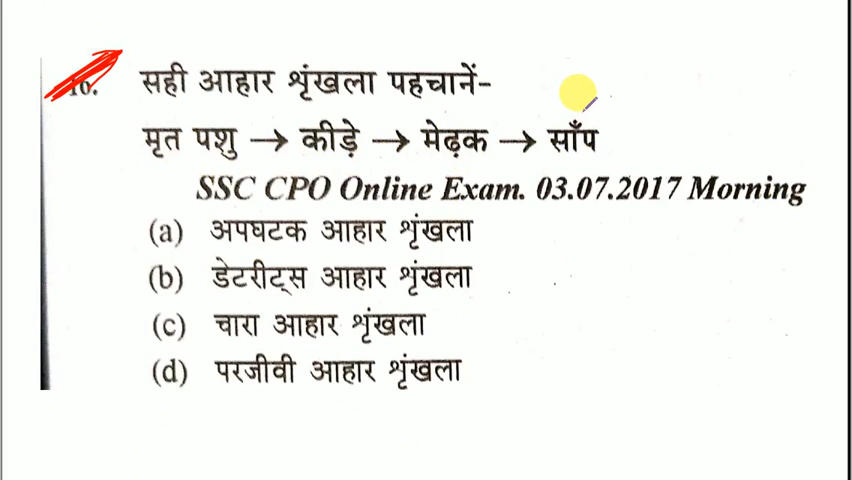 16. सही आहार शृंखला पहचानें-
मृत पशु → कीड़े → मेढ़क → साँप
SSC CPO Online Exam. 03.07.2017 Morning
(a) अपघटक आहार शृंखला
(b) डेटरीट्स आहार शृंखला
(c) चारा आहार शृंखला
(d) परजीवी आहार शृंखला